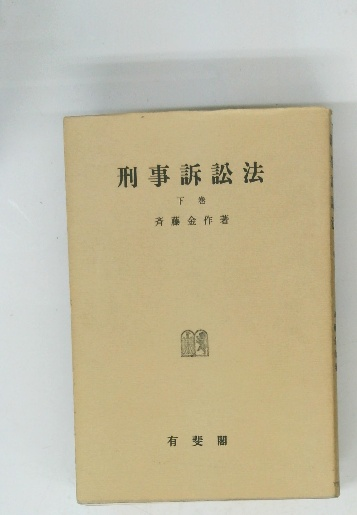 刑事訴訟法
下巻
斉藤金作著
有斐閣